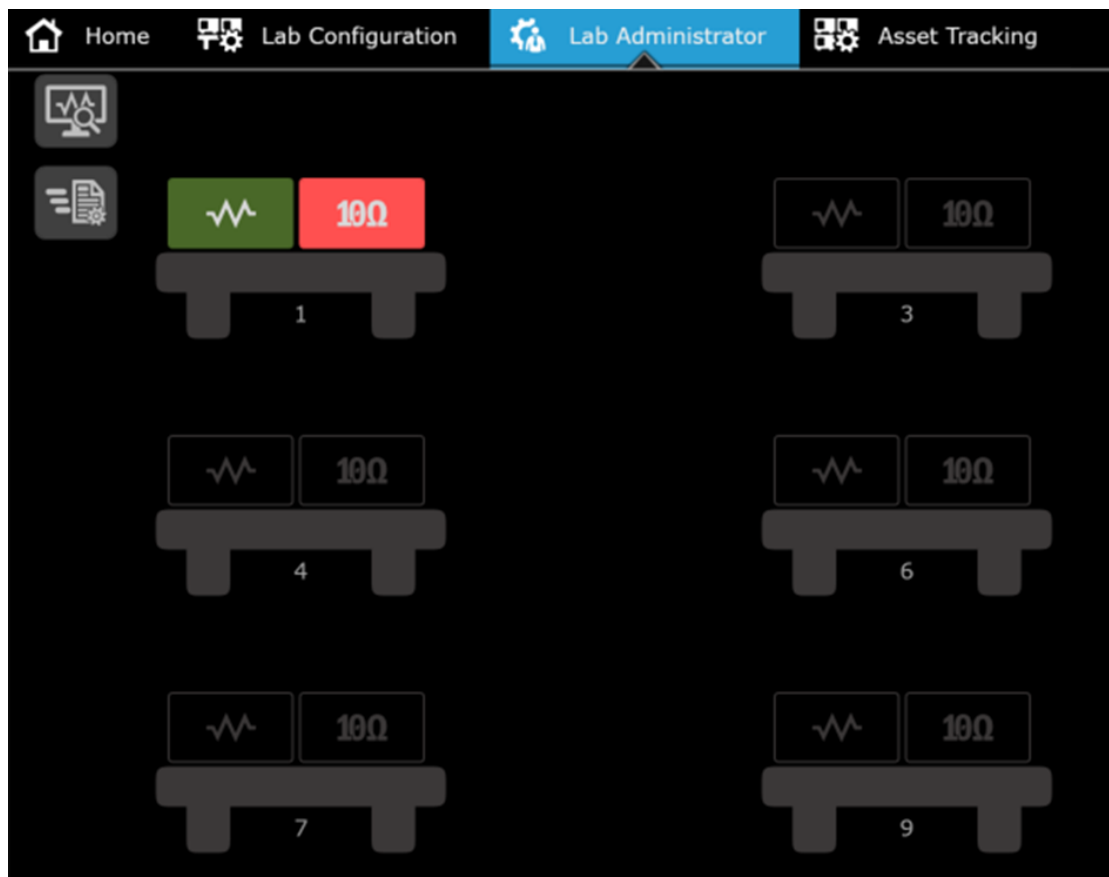 Home Lab Configuration Lab Administrator Asset Tracking
10Ω 10Ω
1 3
10Ω 10Ω
4 6
10Ω 10Ω
7 9